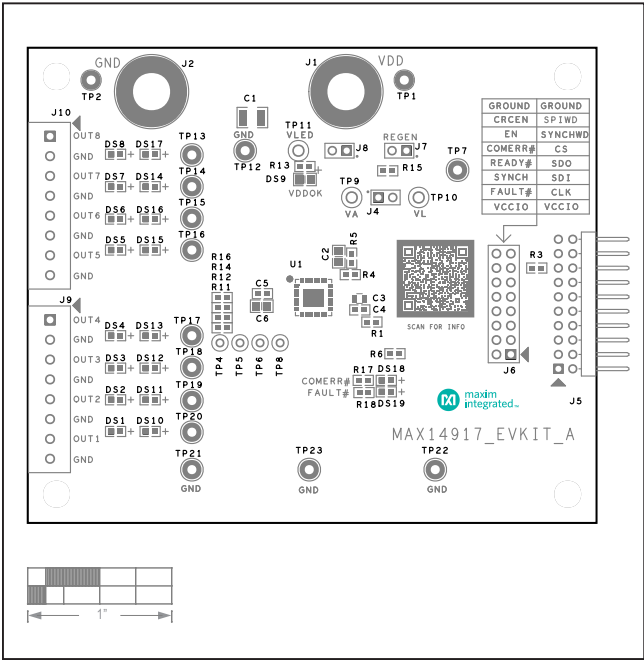 GND J2 J1 VDD
TP2 TP1
J10 C1 TP11
VLED
GROUND GROUND
CRCEN SPIWD
EN SYNCHWD
COMERR# CS
READY# SDO
SYNCH SDI
FAULT# CLK
VCCIO VCCIO
OUT8 DS8 DS17 TP13
GND TP12 J8 REGEN J7 TP7
GND
OUT7 DS7 DS14 TP14
R13 R15
DS9
VDDOK
GND
OUT6 DS6 DS16 TP15
TP9 J4 TP10
VA VL
GND
OUT5 DS5 DS15 TP16
GND
R16
R14
R12
R11
C5
C6
U1
C2 R5
R4
C3
C4
R1
SCAN FOR INFO
R3
J6 J5
J9
OUT4 DS4 DS13 TP17
GND
OUT3 DS3 DS12 TP18
GND
OUT2 DS2 DS11 TP19
GND
OUT1 DS1 DS10 TP20
GND
TP4 TP5 TP6 TP8
R6
R17 DS18
COMERR#
FAULT#
R18 DS19
maxim
integrated™
MAX14917_EVKIT_A
TP21 TP23 TP22
GND GND GND
1"